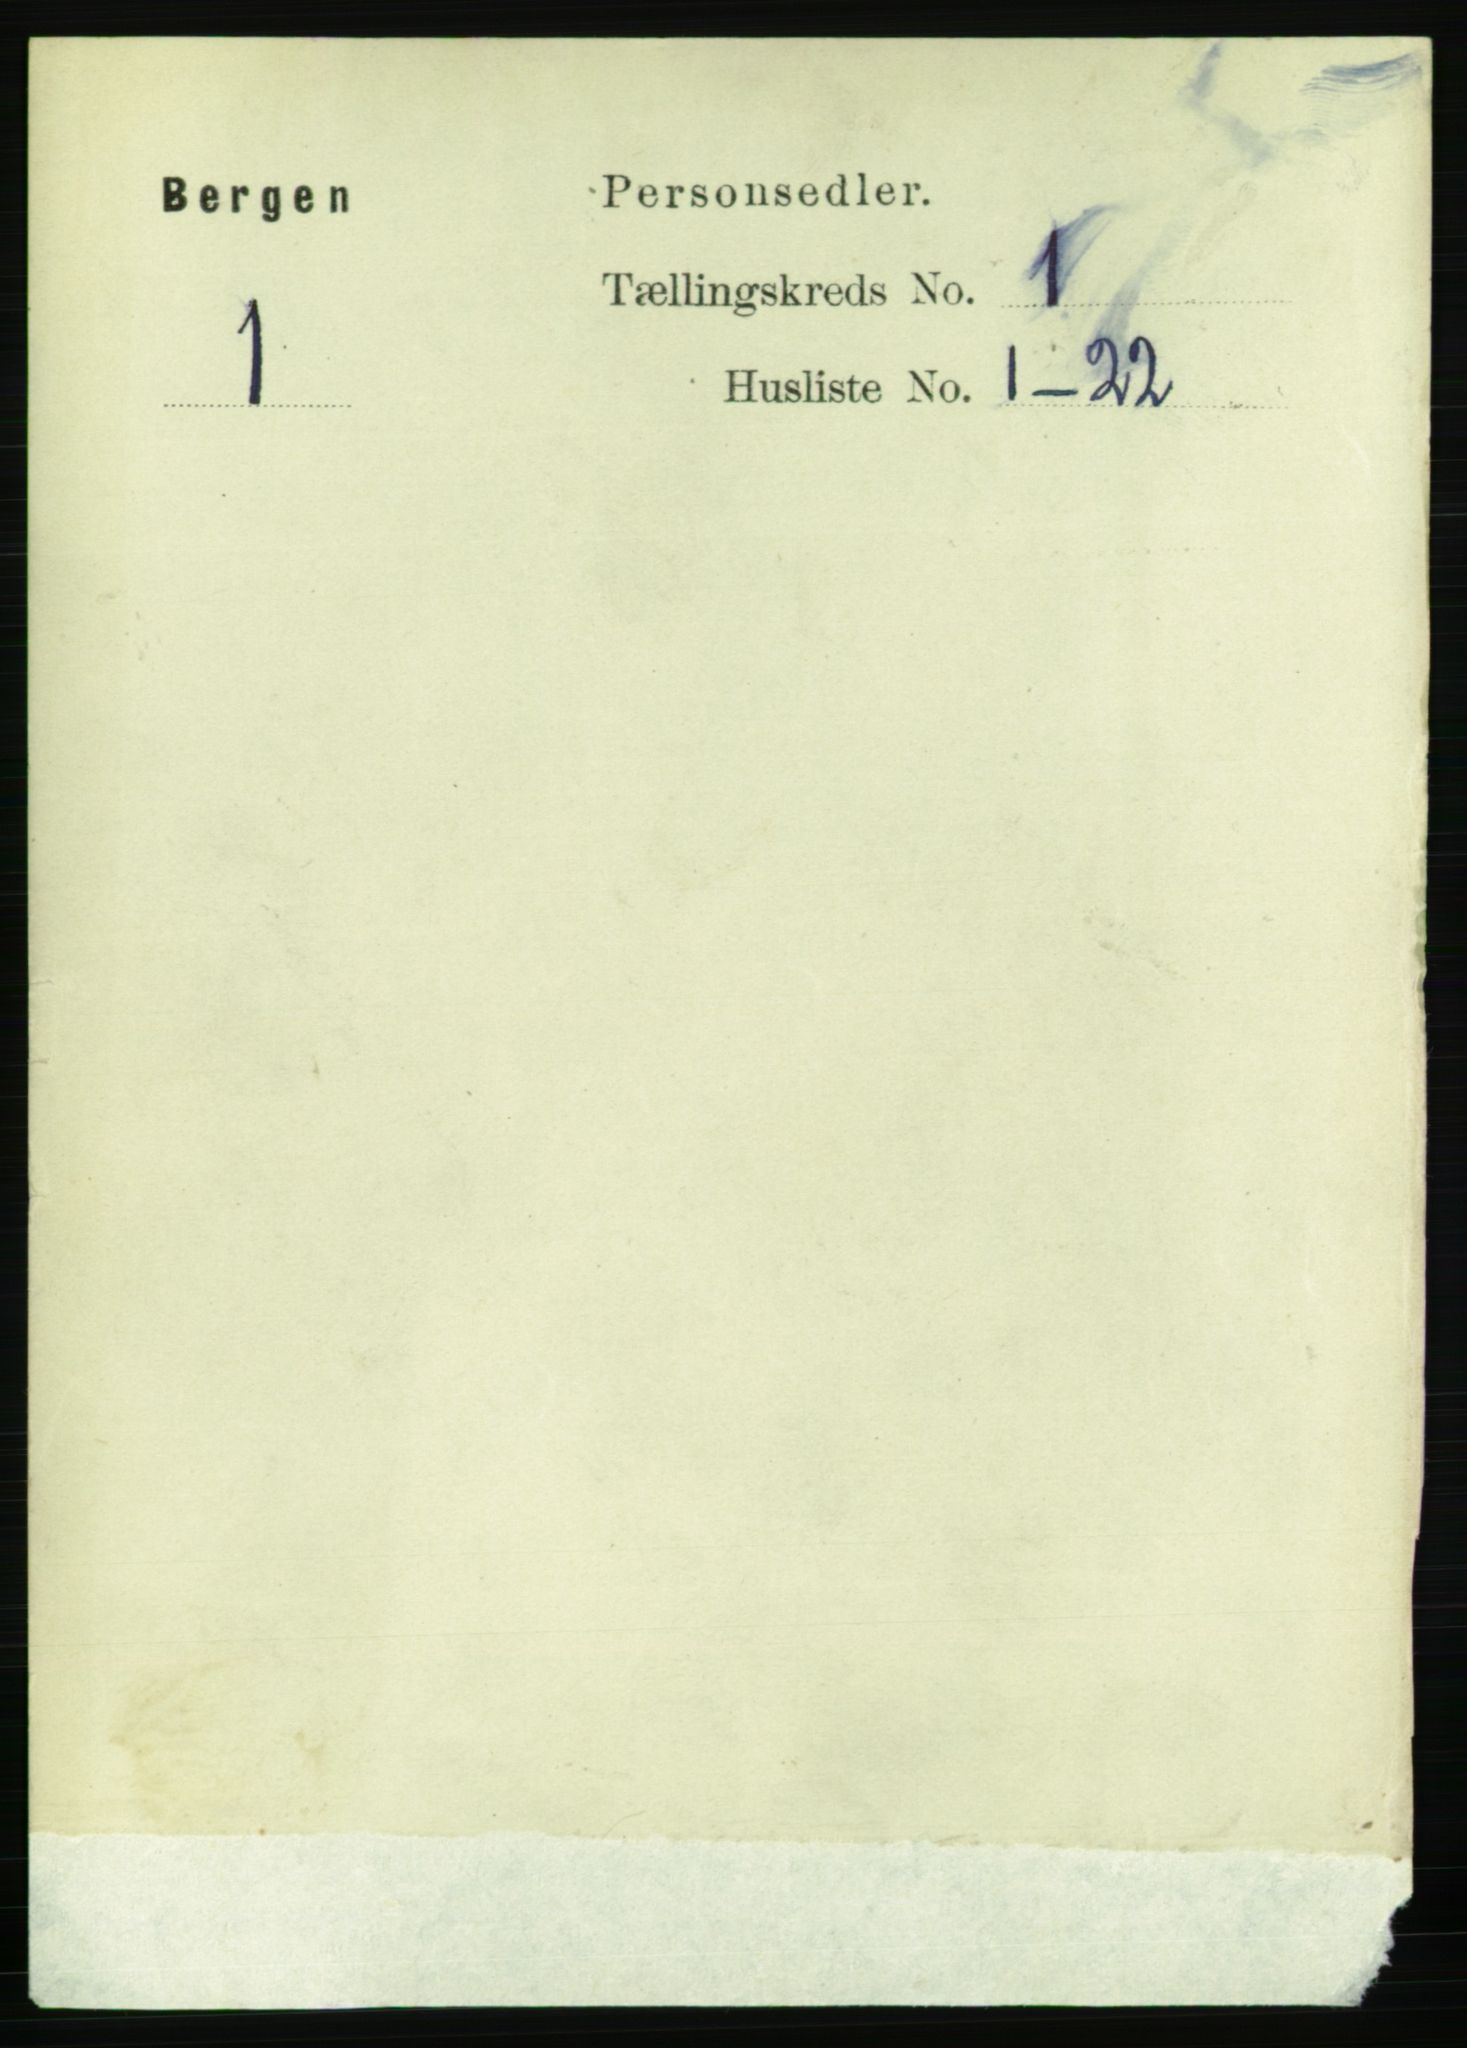 Bergen
Personsedler.
Tællingskreds No. 1
1
Husliste No. 1-22